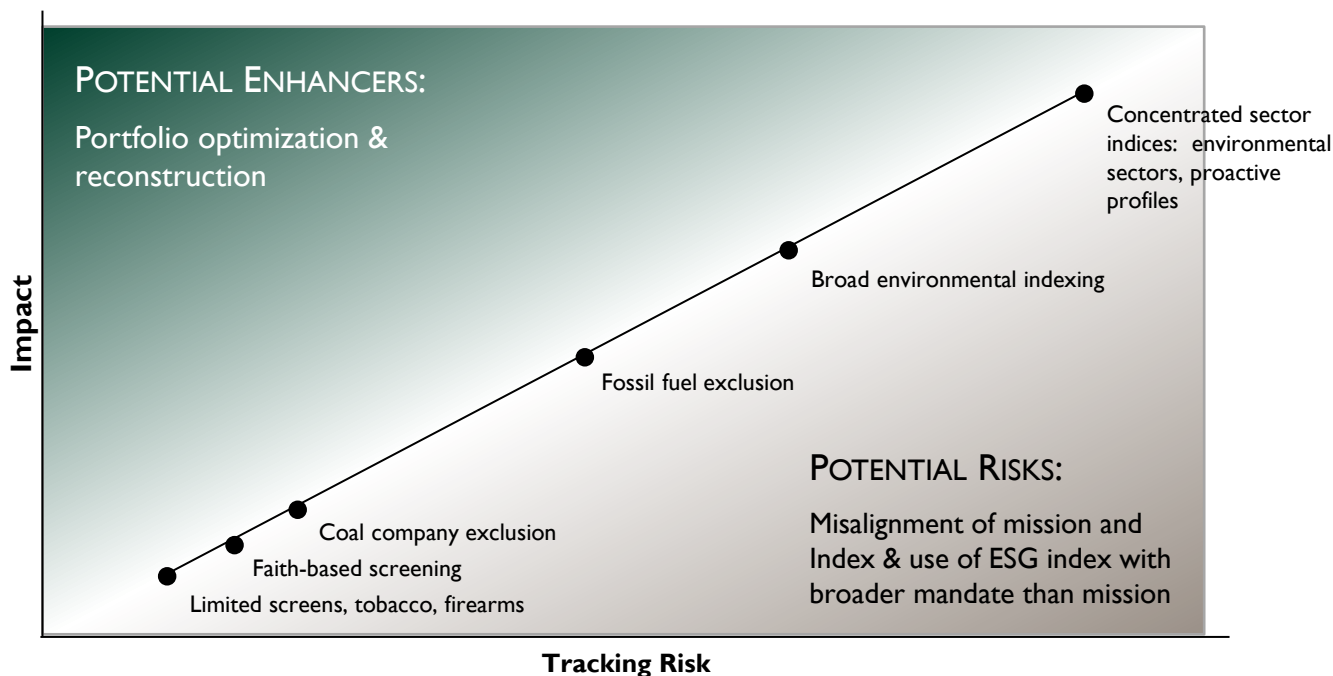 POTENTIAL ENHANCERS:
Portfolio optimization &
reconstruction
Concentrated sector
indices: environmental
sectors, proactive
profiles
Broad environmental indexing
Impact
Fossil fuel exclusion
POTENTIAL RISKS:
Misalignment of mission and
Index & use of ESG index with
broader mandate than mission
Coal company exclusion
Faith-based screening
Limited screens, tobacco, firearms
Tracking Risk